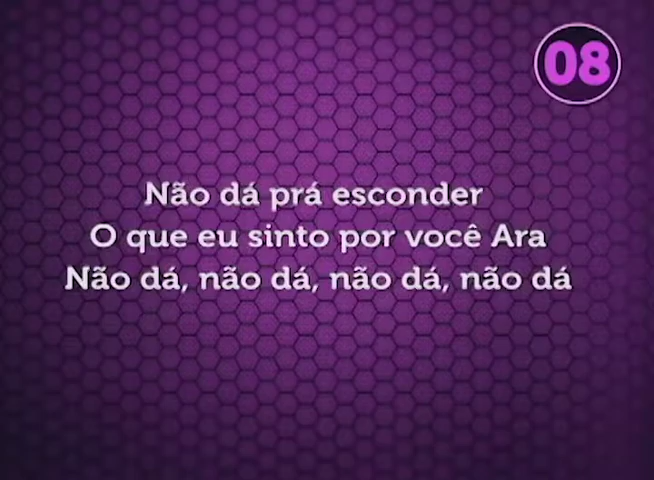 08
Não dá prá esconder
O que eu sinto por você Ara
Não dá, não dá, não dá, não dá